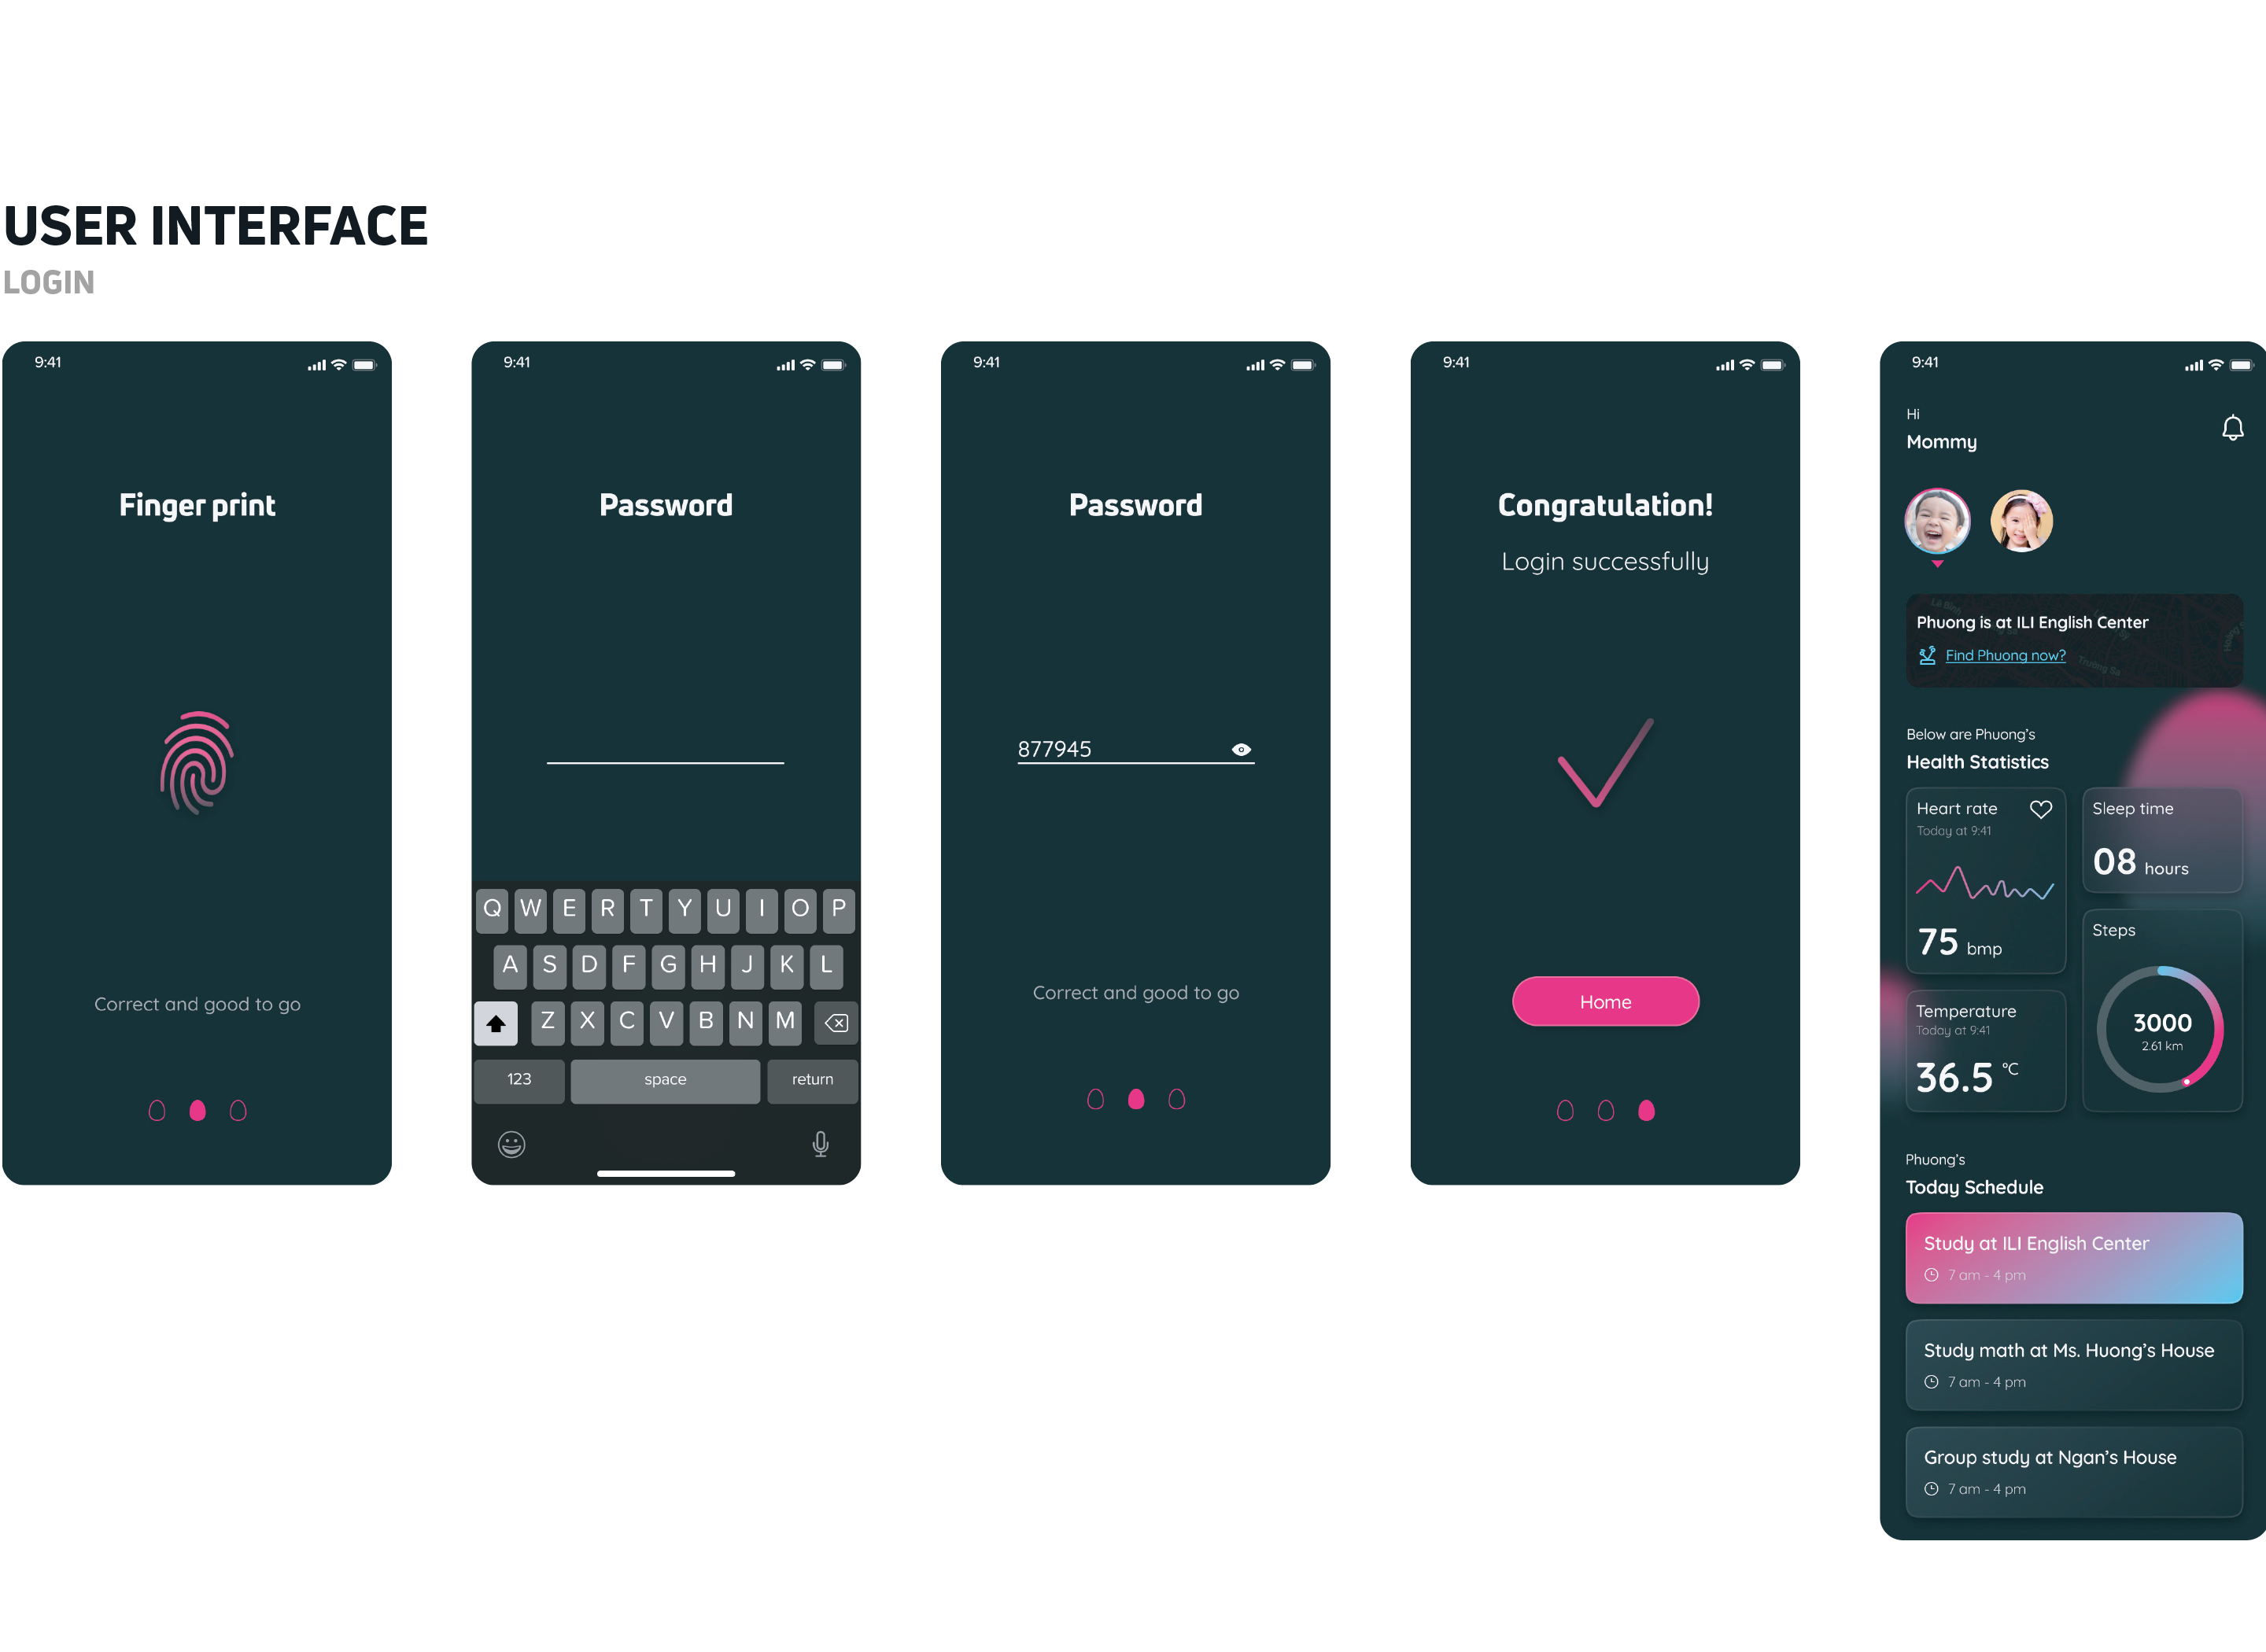 USER INTERFACE
LOGIN
9:41
Finger print
Correct and good to go
9:41
Password
Q W E R T Y U I O P
A S D F G H J K L
Z X C V B N M
123 space return
9:41
Password
877945
Correct and good to go
9:41
Congratulation!
Login successfully
Home
9:41
Hi
Mommy
Phuong is at ILI English Center
Find Phuong now?
Trường Sa
Below are Phuong's
Health Statistics
Heart rate
Today at 9:41
75 bmp
Sleep time
08 hours
Temperature
Today at 9:41
36.5 °C
Steps
3000
2.61 km
Phuong's
Today Schedule
Study at ILI English Center
7 am - 4 pm
Study math at Ms. Huong's House
7 am - 4 pm
Group study at Ngan's House
7 am - 4 pm